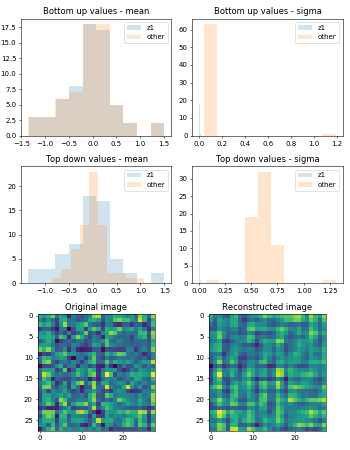 Bottom up values - mean
Bottom up values - sigma
17.5
15.0
12.5
10.0
7.5
5.0
2.5
0.0
z1
other
-1.5 -1.0 -0.5 0.0 0.5 1.0 1.5
60
50
40
30
20
10
0
z1
other
0.0 0.2 0.4 0.6 0.8 1.0 1.2
Top down values - mean
Top down values - sigma
20
15
10
5
0
z1
other
-1.0 -0.5 0.0 0.5 1.0 1.5
30
25
20
15
10
5
0
z1
other
0.00 0.25 0.50 0.75 1.00 1.25
Original image
Reconstructed image
0
5
10
15
20
25
0 10 20
0
5
10
15
20
25
0 10 20